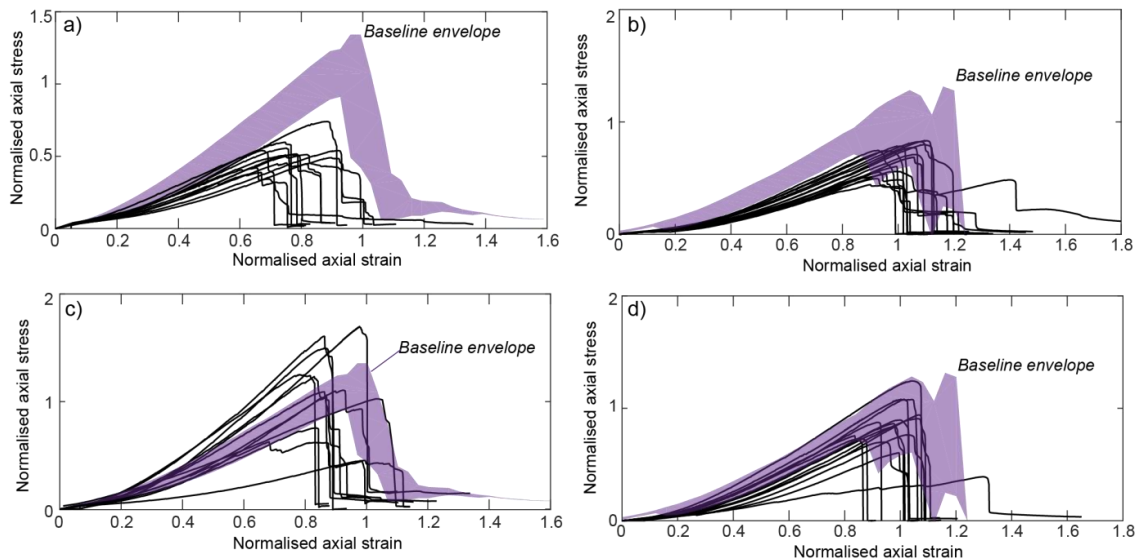 a)
Baseline envelope
1.5
1
0.5
0
Normalised axial stress
0 0.2 0.4 0.6 0.8 1 1.2 1.4 1.6
Normalised axial strain
b)
Baseline envelope
2
1
0
Normalised axial stress
0 0.2 0.4 0.6 0.8 1 1.2 1.4 1.6 1.8
Normalised axial strain
c)
Baseline envelope
2
1
0
Normalised axial stress
0 0.2 0.4 0.6 0.8 1 1.2 1.4 1.6
Normalised axial strain
d)
Baseline envelope
2
1
0
Normalised axial stress
0 0.2 0.4 0.6 0.8 1 1.2 1.4 1.6 1.8
Normalised axial strain